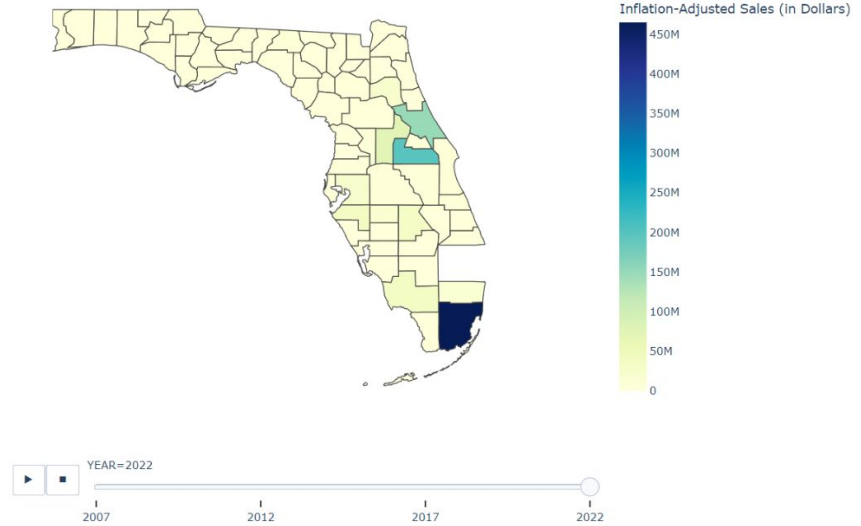 Inflation-Adjusted Sales (in Dollars)
450M
400M
350M
300M
250M
200M
150M
100M
50M
0
YEAR=2022
2007 2012 2017 2022